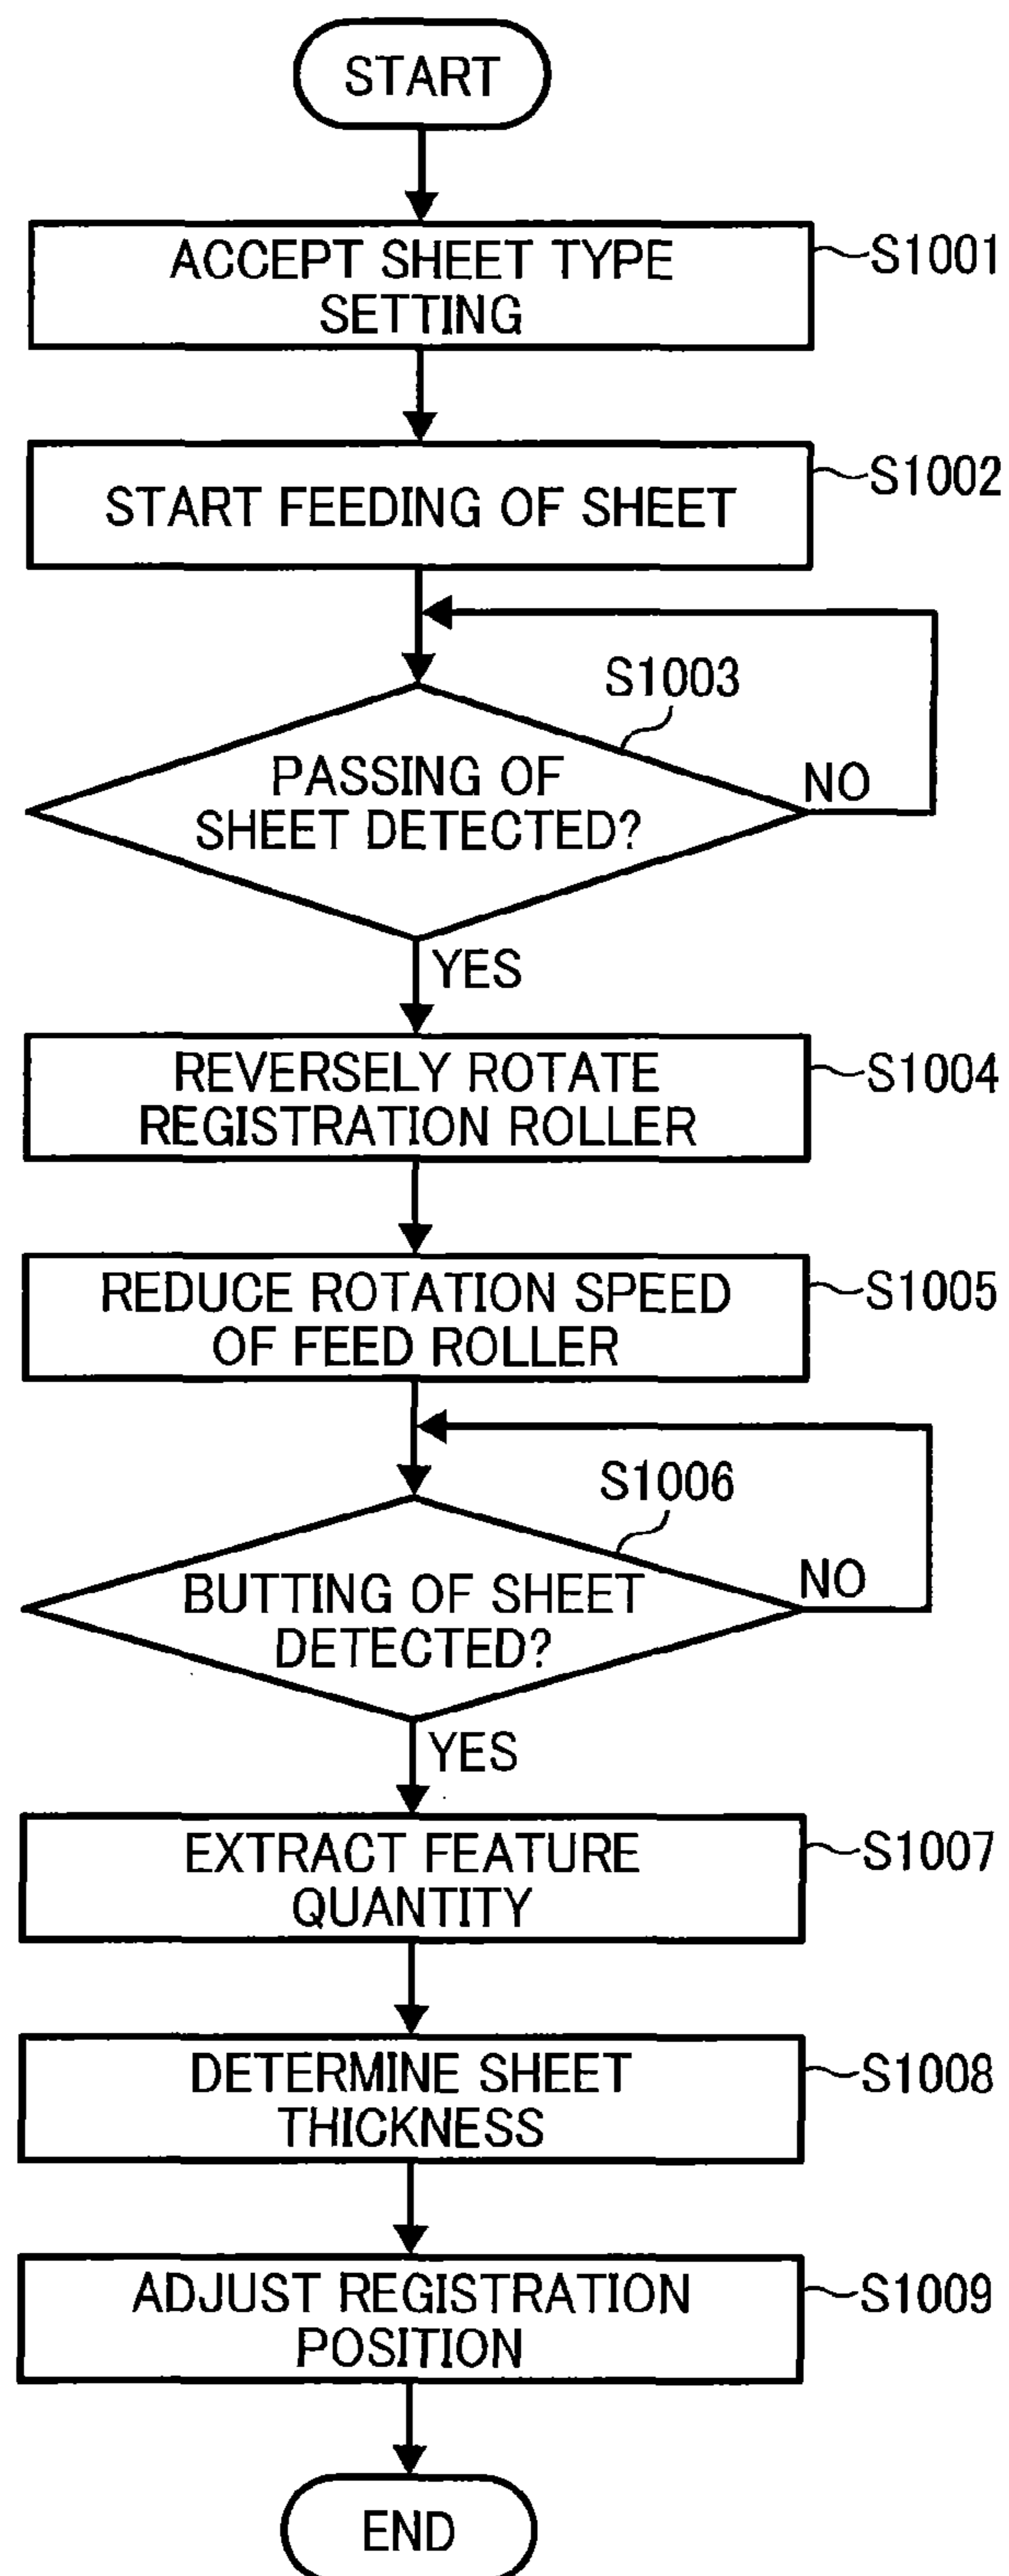 START
ACCEPT SHEET TYPE
SETTING
S1001
START FEEDING OF SHEET
S1002
S1003
PASSING OF
SHEET DETECTED?
NO
YES
REVERSELY ROTATE
REGISTRATION ROLLER
S1004
REDUCE ROTATION SPEED
OF FEED ROLLER
S1005
S1006
BUTTING OF SHEET
DETECTED?
NO
YES
EXTRACT FEATURE
QUANTITY
S1007
DETERMINE SHEET
THICKNESS
S1008
ADJUST REGISTRATION
POSITION
S1009
END